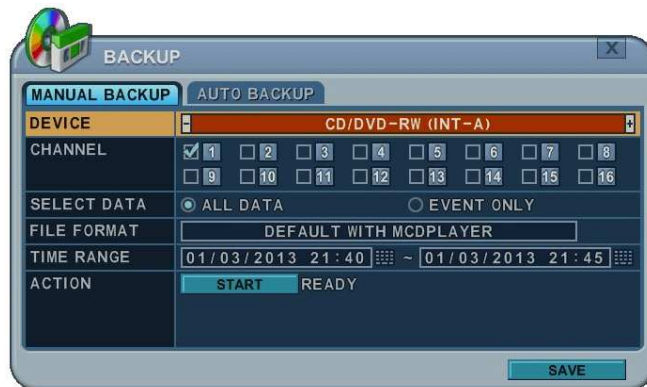 BACKUP
X
MANUAL BACKUP AUTO BACKUP
DEVICE - CD/DVD-RW (INT-A) +
CHANNEL 1 2 3 4 5 6 7 8
9 10 11 12 13 14 15 16
SELECT DATA ALL DATA EVENT ONLY
FILE FORMAT DEFAULT WITH MCDPLAYER
TIME RANGE 01/03/2013 21:40 ~ 01/03/2013 21:45
ACTION START READY
SAVE